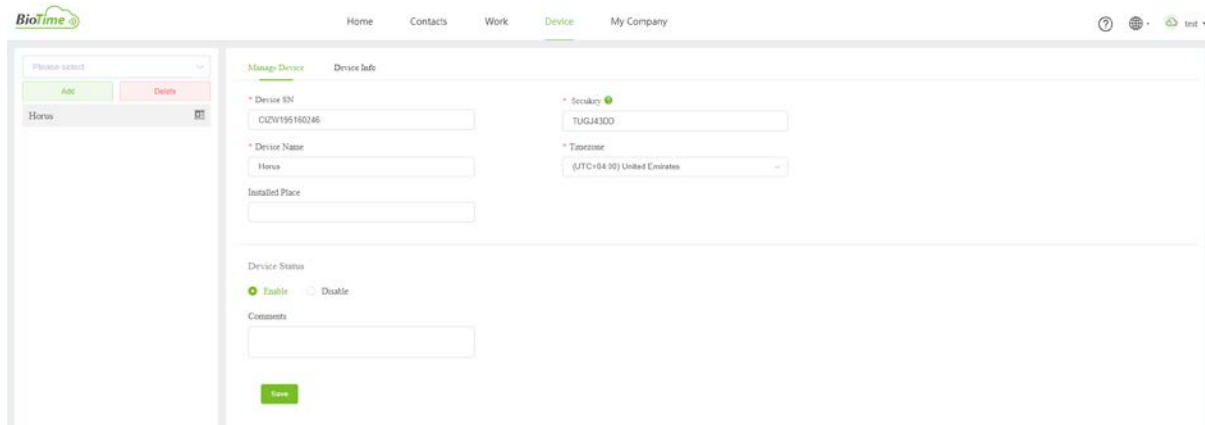 BioTime
Home Contacts Work Device My Company
test
Please select
Add Delete
Horus
Manage Device Device Info
* Device SN * Secukey
CIZW195160246 TUGJ43DD
* Device Name * Timezone
Horus (UTC+04:00) United Emirates
Installed Place
Device Status
Enable Disable
Comments
Save